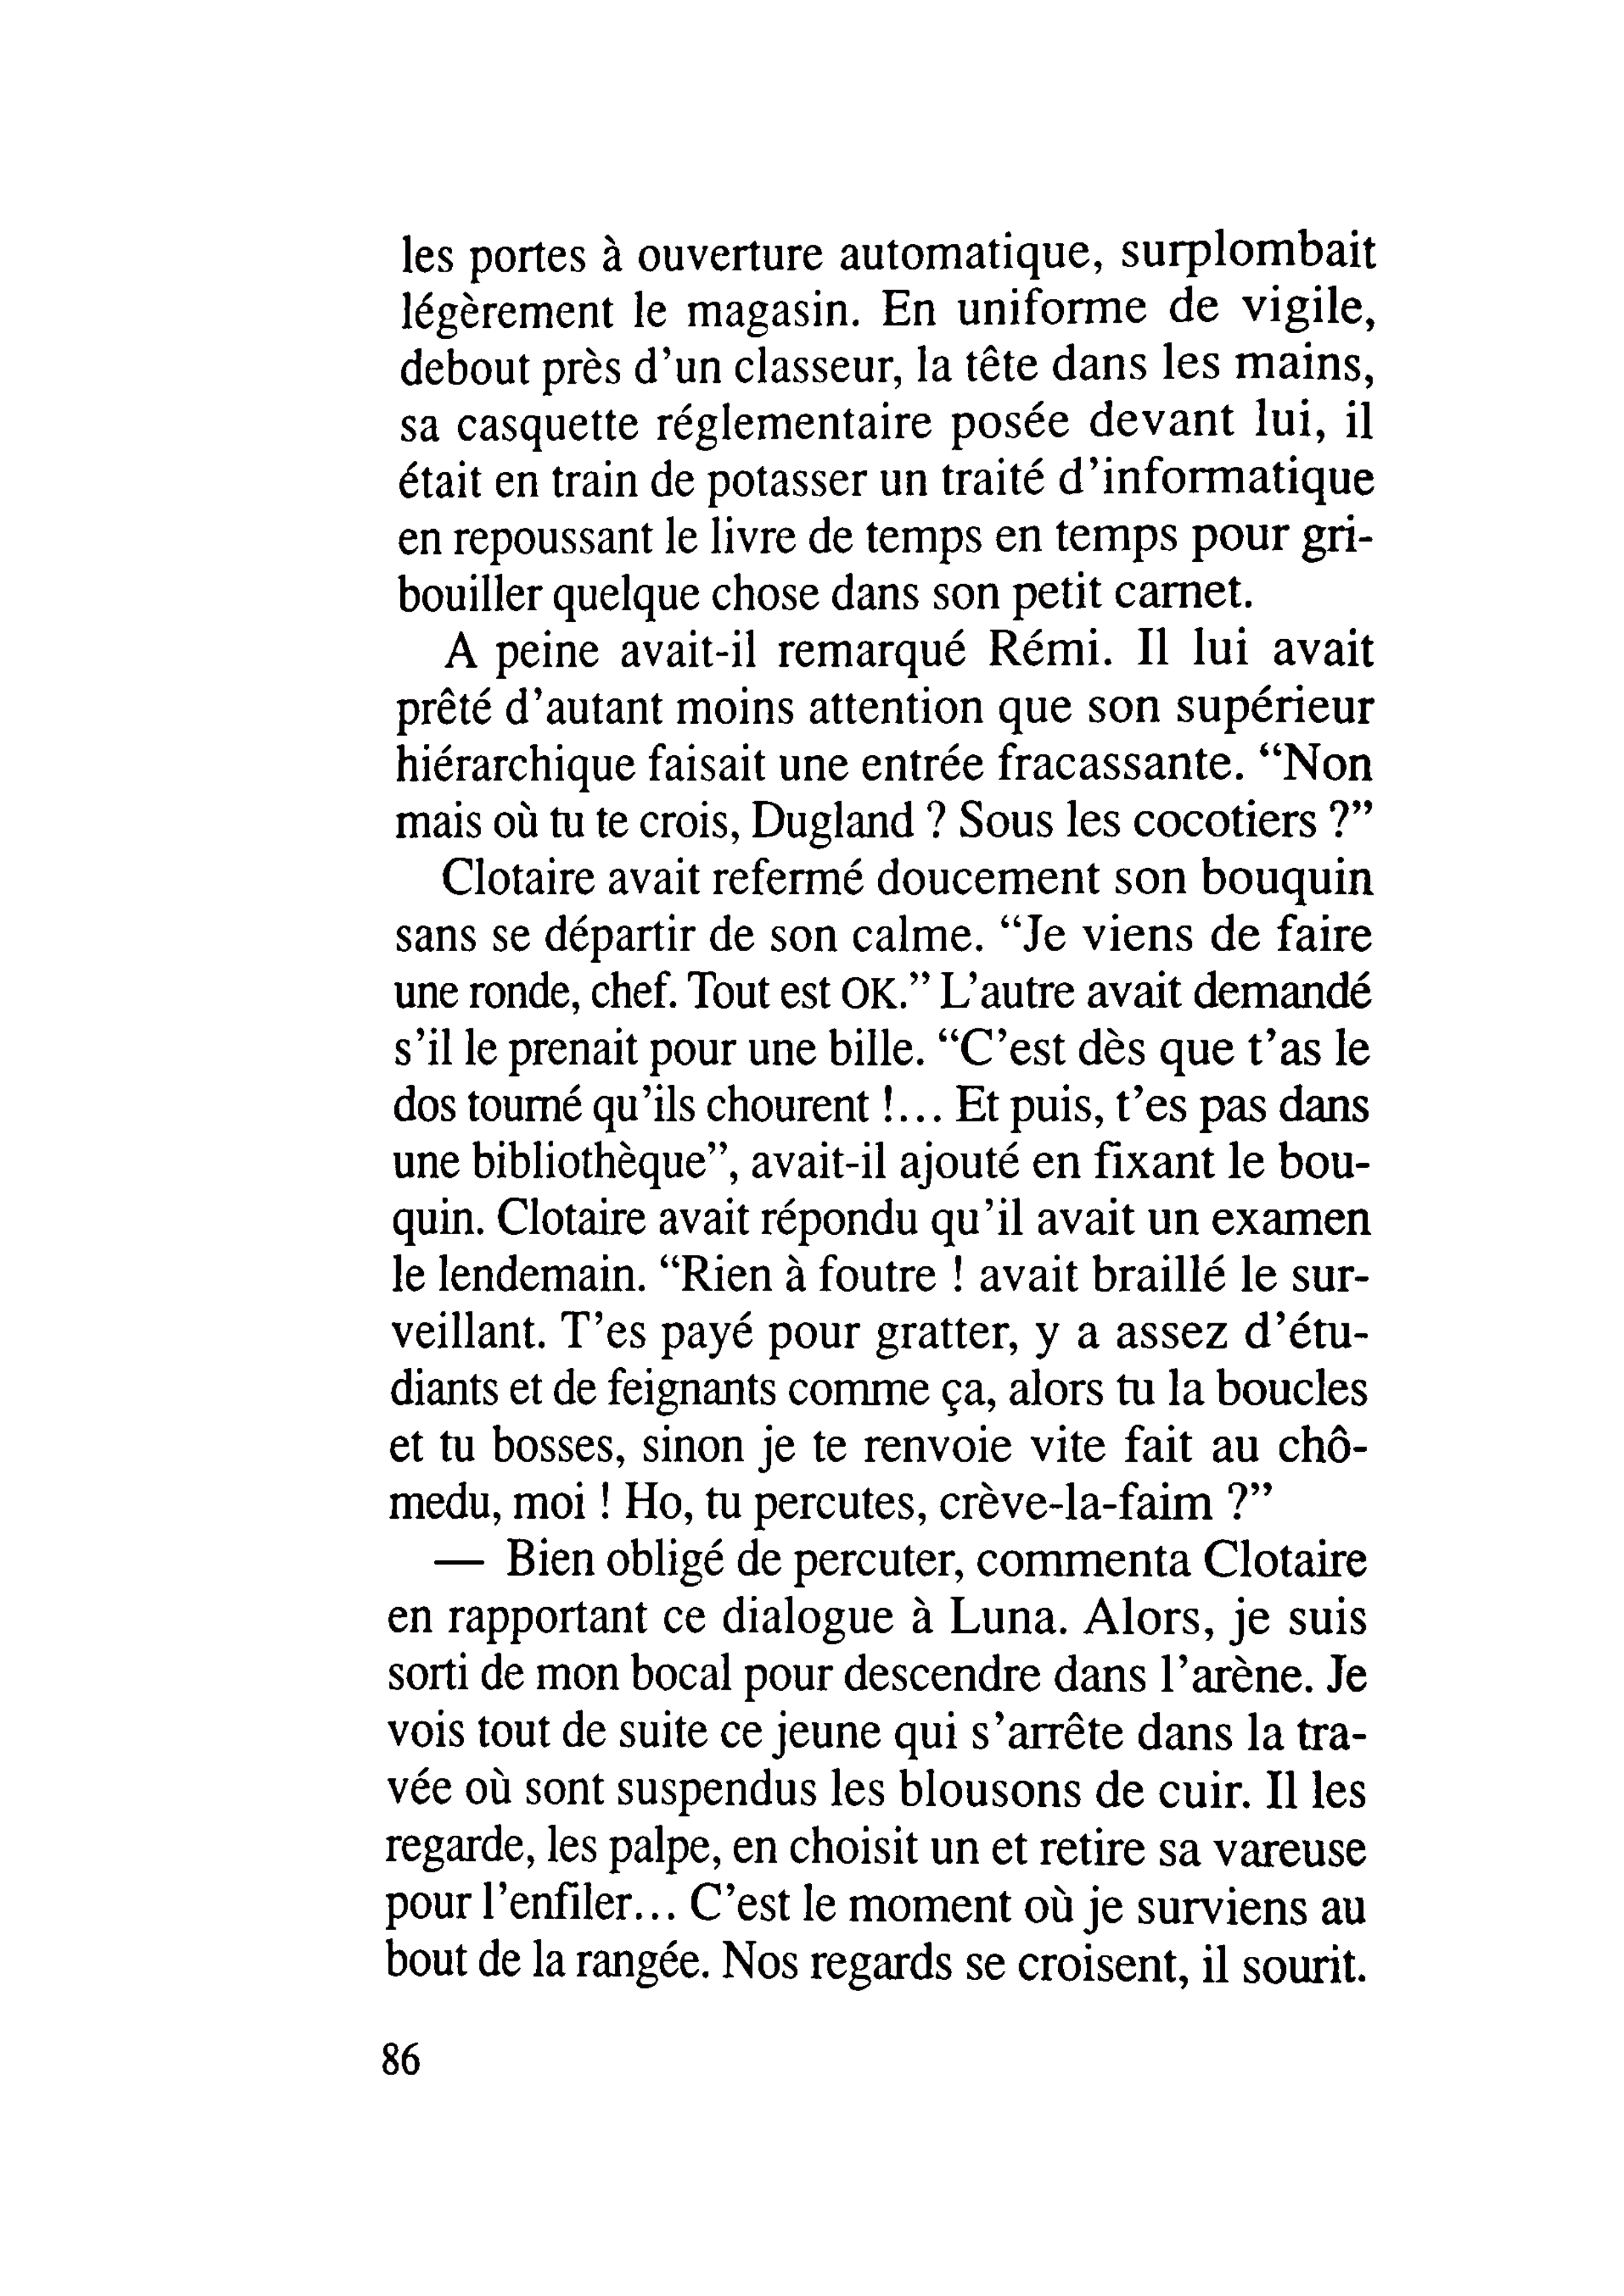 les portes à ouverture automatique, surplombait
légèrement le magasin. En uniforme de vigile,
debout près d'un classeur, la tête dans les mains,
sa casquette réglementaire posée devant lui, il
était en train de potasser un traité d'informatique
en repoussant le livre de temps en temps pour gri-
bouiller quelque chose dans son petit carnet.
A peine avait-il remarqué Rémi. Il lui avait
prêté d'autant moins attention que son supérieur
hiérarchique faisait une entrée fracassante. “Non
mais où tu te crois, Dugland ? Sous les cocotiers ?”
Clotaire avait refermé doucement son bouquin
sans se départir de son calme. “Je viens de faire
une ronde, chef. Tout est OK.” L'autre avait demandé
s'il le prenait pour une bille. “C'est dès que t'as le
dos tourné qu'ils chourent !... Et puis, t'es pas dans
une bibliothèque”, avait-il ajouté en fixant le bou-
quin. Clotaire avait répondu qu'il avait un examen
le lendemain. “Rien à foutre ! avait braillé le sur-
veillant. T'es payé pour gratter, y a assez d'étu-
diants et de feignants comme ça, alors tu la boucles
et tu bosses, sinon je te renvoie vite fait au chô-
medu, moi ! Ho, tu percutes, crève-la-faim ?”
— Bien obligé de percuter, commenta Clotaire
en rapportant ce dialogue à Luna. Alors, je suis
sorti de mon bocal pour descendre dans l'arène. Je
vois tout de suite ce jeune qui s'arrête dans la tra-
vée où sont suspendus les blousons de cuir. Il les
regarde, les palpe, en choisit un et retire sa vareuse
pour l'enfiler... C'est le moment où je surviens au
bout de la rangée. Nos regards se croisent, il sourit.
86